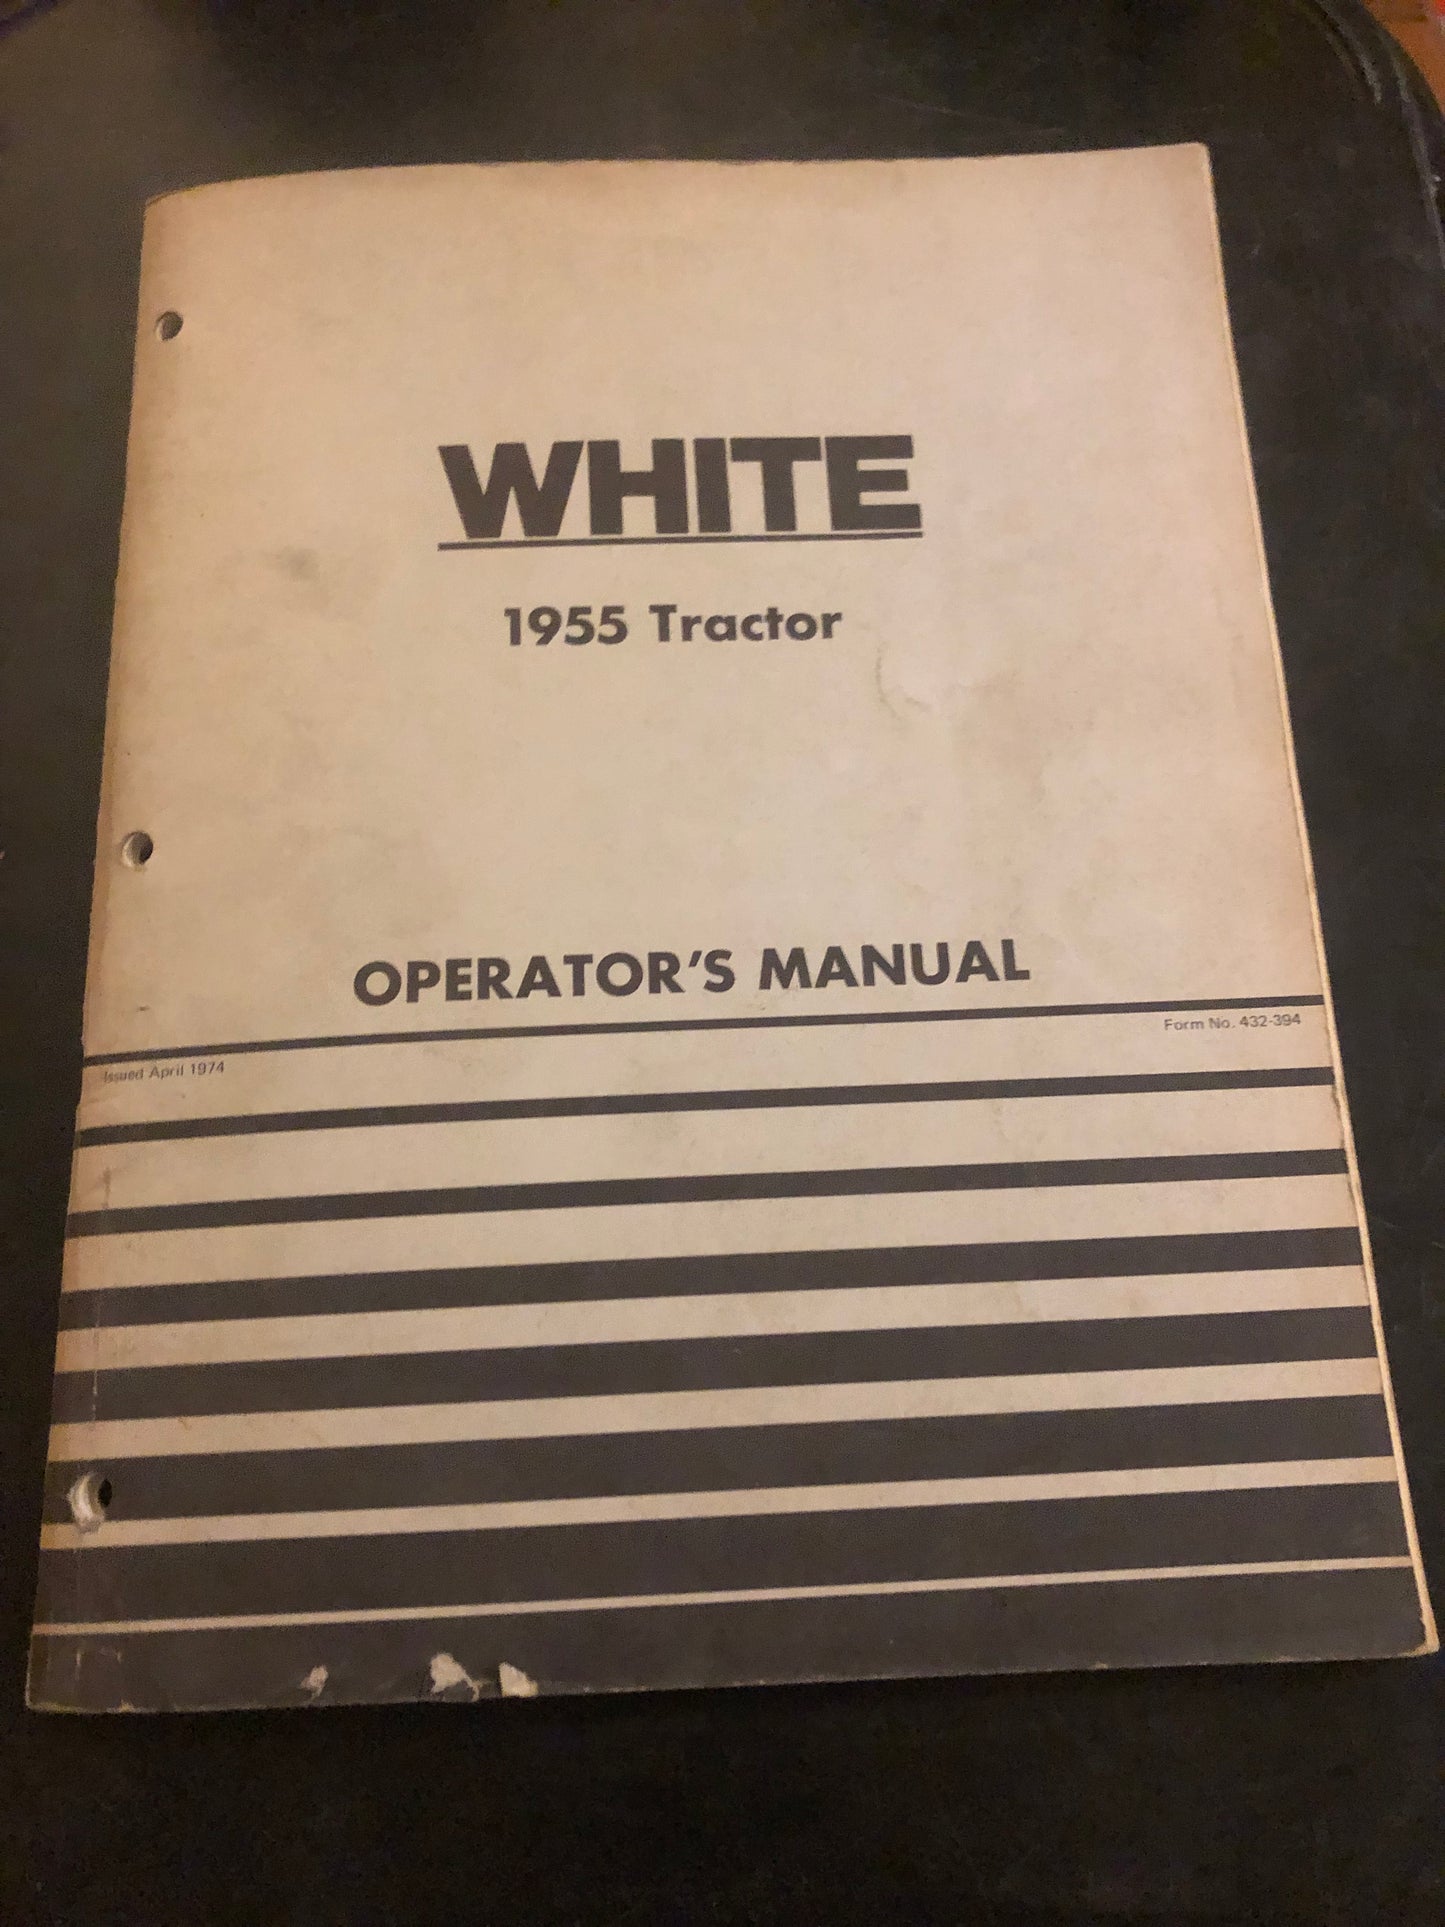 WHITE
1955 Tractor
OPERATOR'S MANUAL
Form No. 432-394
Issued April 1974